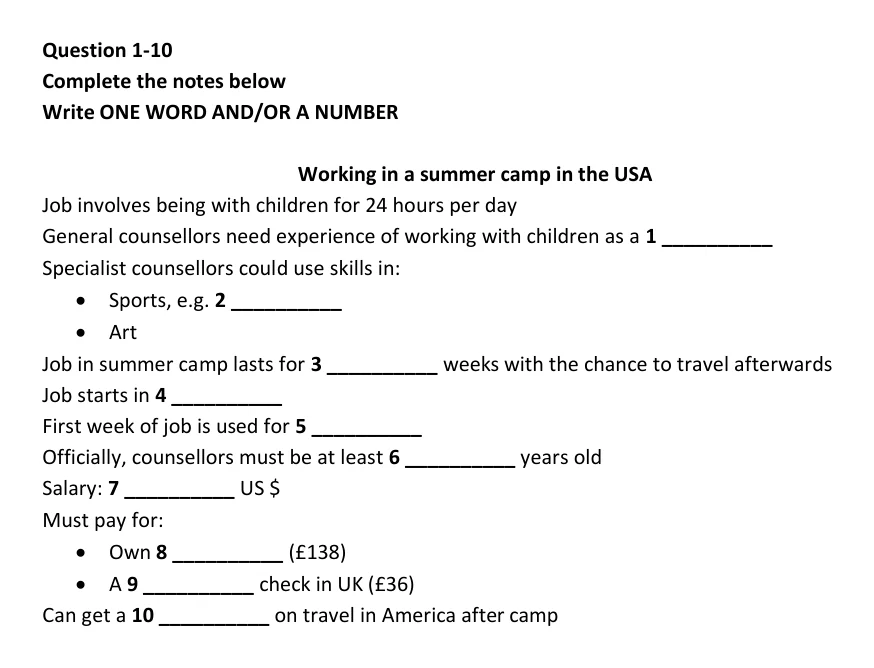 Question 1-10
Complete the notes below
Write ONE WORD AND/OR A NUMBER
Working in a summer camp in the USA
Job involves being with children for 24 hours per day
General counsellors need experience of working with children as a 1 __________
Specialist counsellors could use skills in:
• Sports, e.g. 2 __________
• Art
Job in summer camp lasts for 3 __________ weeks with the chance to travel afterwards
Job starts in 4 __________
First week of job is used for 5 __________
Officially, counsellors must be at least 6 __________ years old
Salary: 7 __________ US $
Must pay for:
• Own 8 __________ (£138)
• A 9 __________ check in UK (£36)
Can get a 10 __________ on travel in America after camp